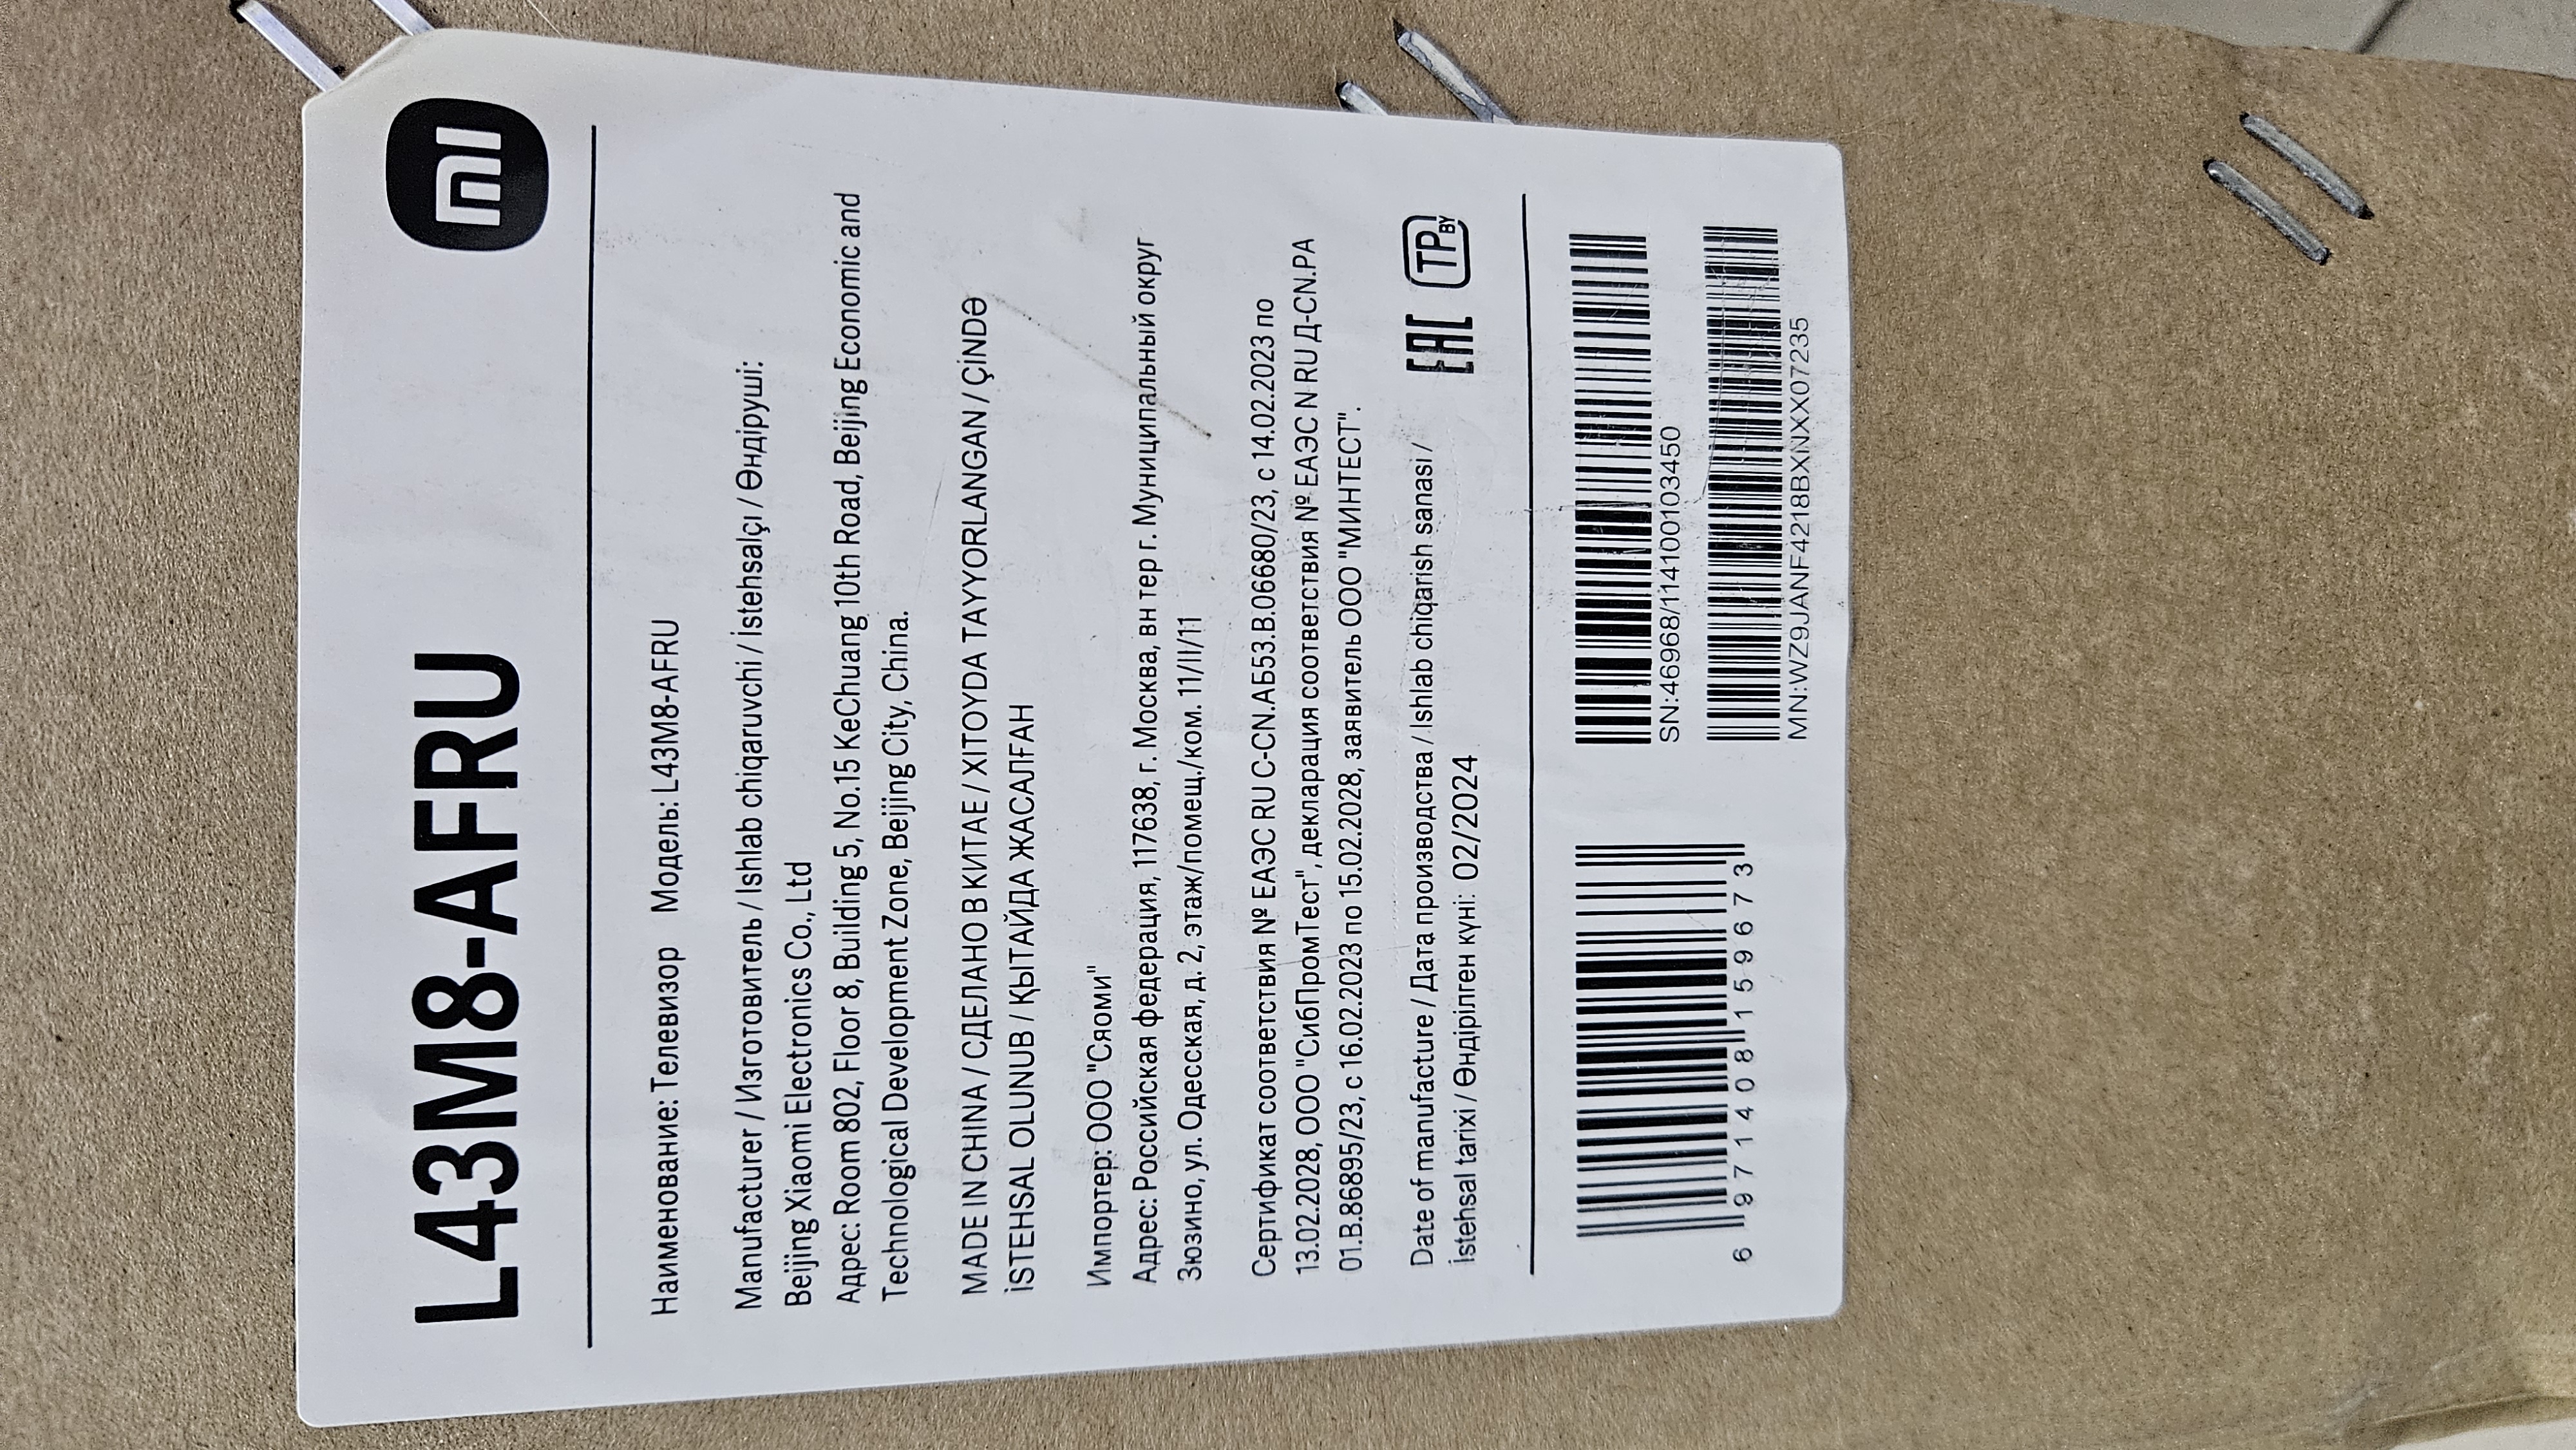 L43M8-AFRU
Наименование: Телевизор Модель: L43M8-AFRU
Manufacturer / Изготовитель / Ishlab chiqaruvchi / İstehsalçı / Өндіруші:
Beijing Xiaomi Electronics Co., Ltd
Адрес: Room 802, Floor 8, Building 5, No.15 KeChuang 10th Road, Beijing Economic and
Technological Development Zone, Beijing City, China.
MADE IN CHINA / СДЕЛАНО В КИТАЕ / XITOYDA TAYYORLANGAN / ÇİNDƏ
İSTEHSAL OLUNUB / ҚЫТАЙДА ЖАСАЛҒАН
Импортер: ООО "Сяоми"
Адрес: Российская федерация, 117638, г. Москва, вн тер г. Муниципальный округ
Зюзино, ул. Одесская, д. 2, этаж/помещ./ком. 11/II/11
Сертификат соответствия № ЕАЭС RU С-CN.АБ53.В.06680/23, с 14.02.2023 по
13.02.2028, ООО "СибПромТест", декларация соответствия № ЕАЭС N RU Д-CN.РА
01.В.86895/23, с 16.02.2023 по 15.02.2028, заявитель ООО "МИНТЕСТ".
Date of manufacture / Дата производства / Ishlab chiqarish sanasi /
İstehsal tarixi / Өндірілген күні: 02/2024
EAC TP BY
6 971408 159673
SN:46968/11410010103450
MN:WZ9JANF4218BXNXX07235